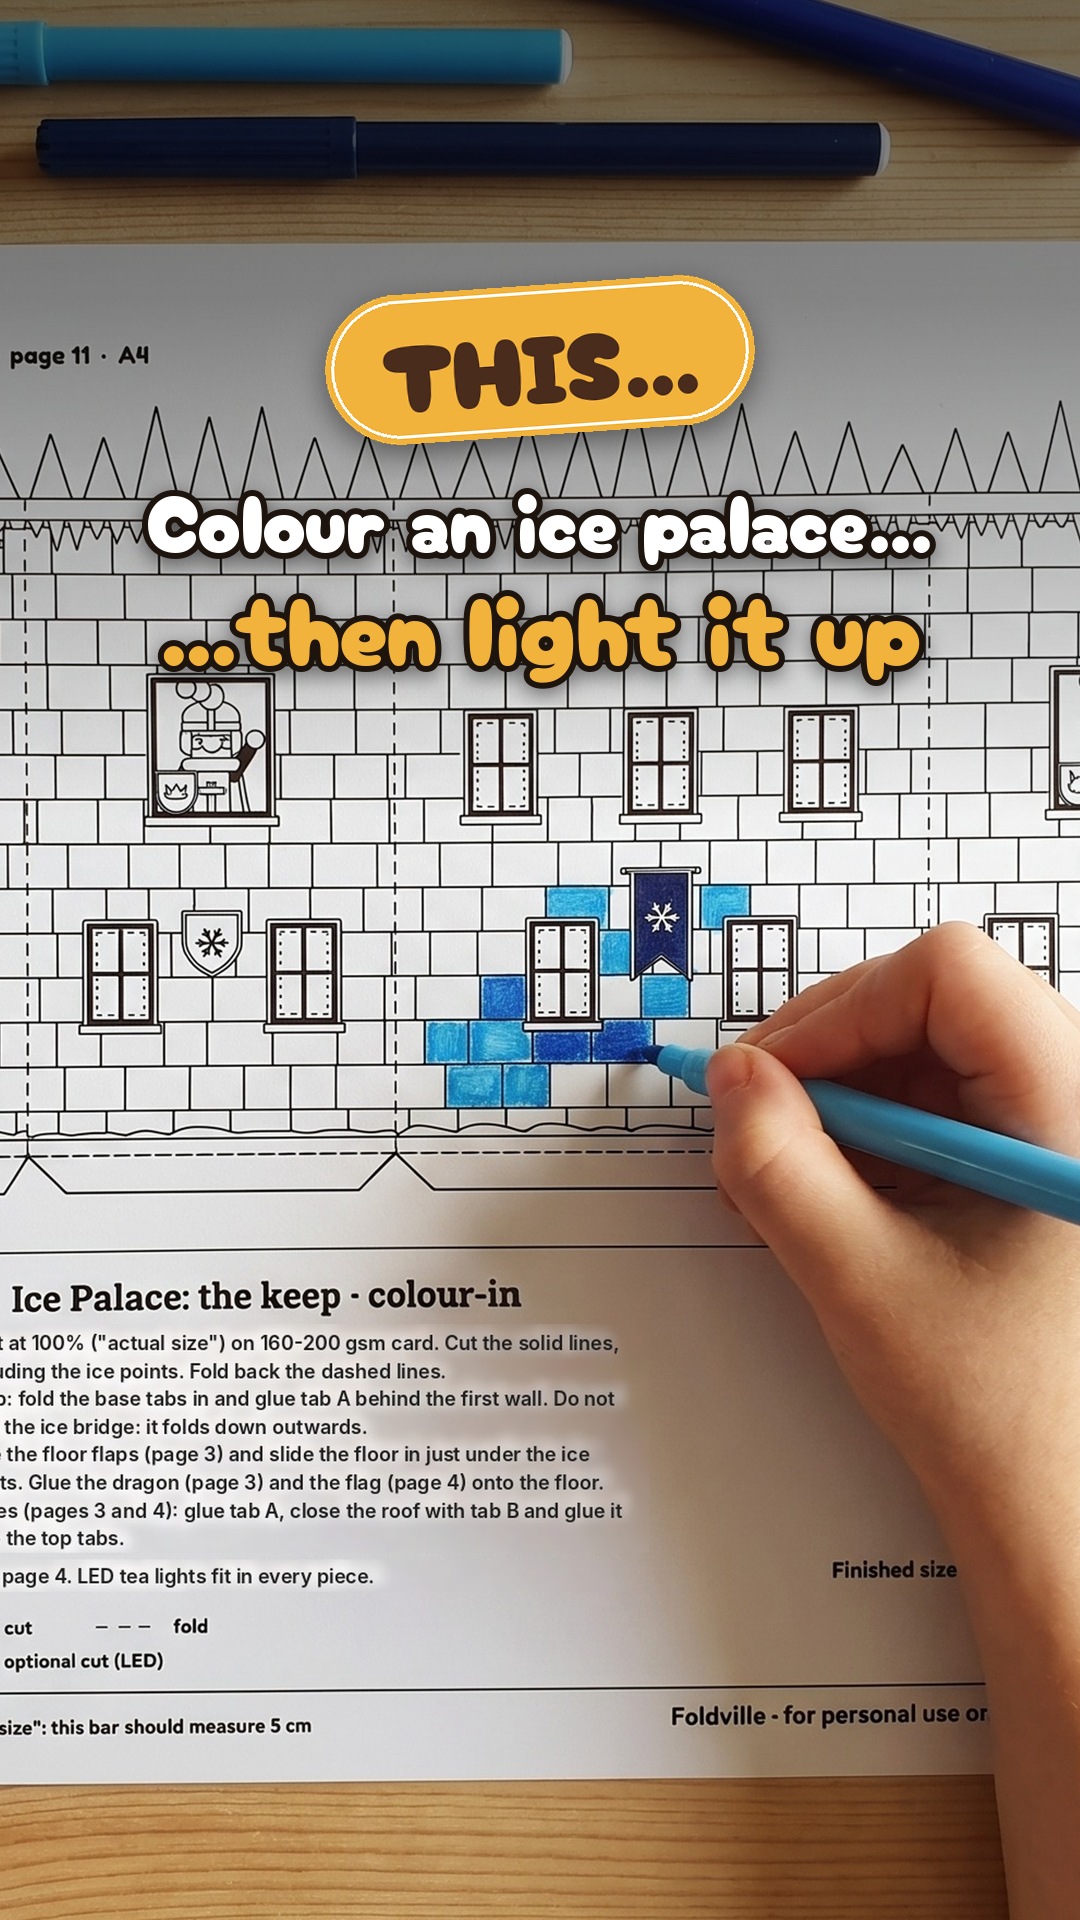 page 11 · A4
THIS...
Colour an ice palace...
...then light it up
Ice Palace: the keep - colour-in
at 100% ("actual size") on 160-200 gsm card. Cut the solid lines,
the ice points. Fold back the dashed lines.
fold the base tabs in and glue tab A behind the first wall. Do not
the ice bridge: it folds down outwards.
the floor flaps (page 3) and slide the floor in just under the ice
Glue the dragon (page 3) and the flag (page 4) onto the floor.
(pages 3 and 4): glue tab A, close the roof with tab B and glue it
the top tabs.
page 4. LED tea lights fit in every piece.
Finished size
cut
fold
optional cut (LED)
size": this bar should measure 5 cm
Foldville - for personal use